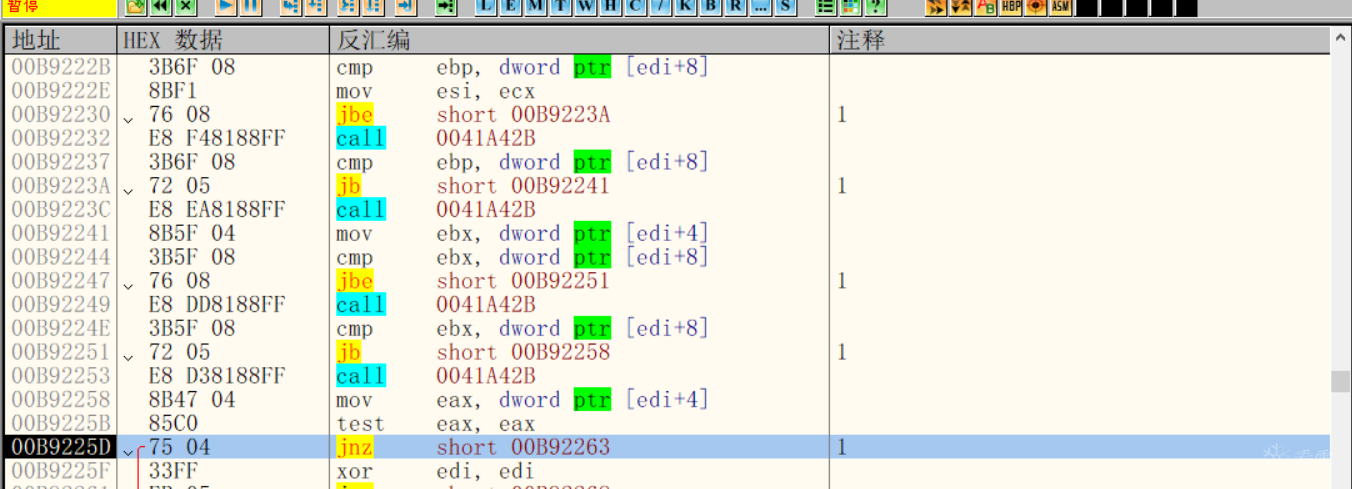 暂停
L E M T W H C / K B R ... S ? AB HBP ASM
地址 HEX 数据 反汇编 注释
00B9222B 3B6F 08 cmp ebp, dword ptr [edi+8]
00B9222E 8BF1 mov esi, ecx
00B92230 76 08 jbe short 00B9223A 1
00B92232 E8 F48188FF call 0041A42B
00B92237 3B6F 08 cmp ebp, dword ptr [edi+8]
00B9223A 72 05 jb short 00B92241 1
00B9223C E8 EA8188FF call 0041A42B
00B92241 8B5F 04 mov ebx, dword ptr [edi+4]
00B92244 3B5F 08 cmp ebx, dword ptr [edi+8]
00B92247 76 08 jbe short 00B92251 1
00B92249 E8 DD8188FF call 0041A42B
00B9224E 3B5F 08 cmp ebx, dword ptr [edi+8]
00B92251 72 05 jb short 00B92258 1
00B92253 E8 D38188FF call 0041A42B
00B92258 8B47 04 mov eax, dword ptr [edi+4]
00B9225B 85C0 test eax, eax
00B9225D 75 04 jnz short 00B92263 1
00B9225F 33FF xor edi, edi